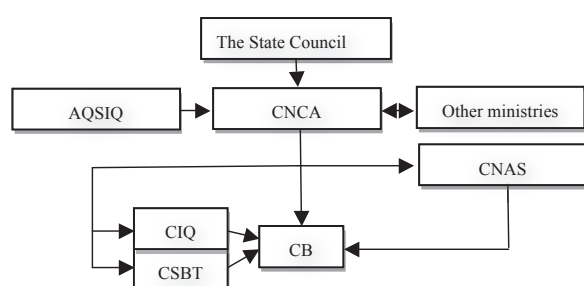 The State Council
AQSIQ
CNCA
Other ministries
CNAS
CIQ
CB
CSBT